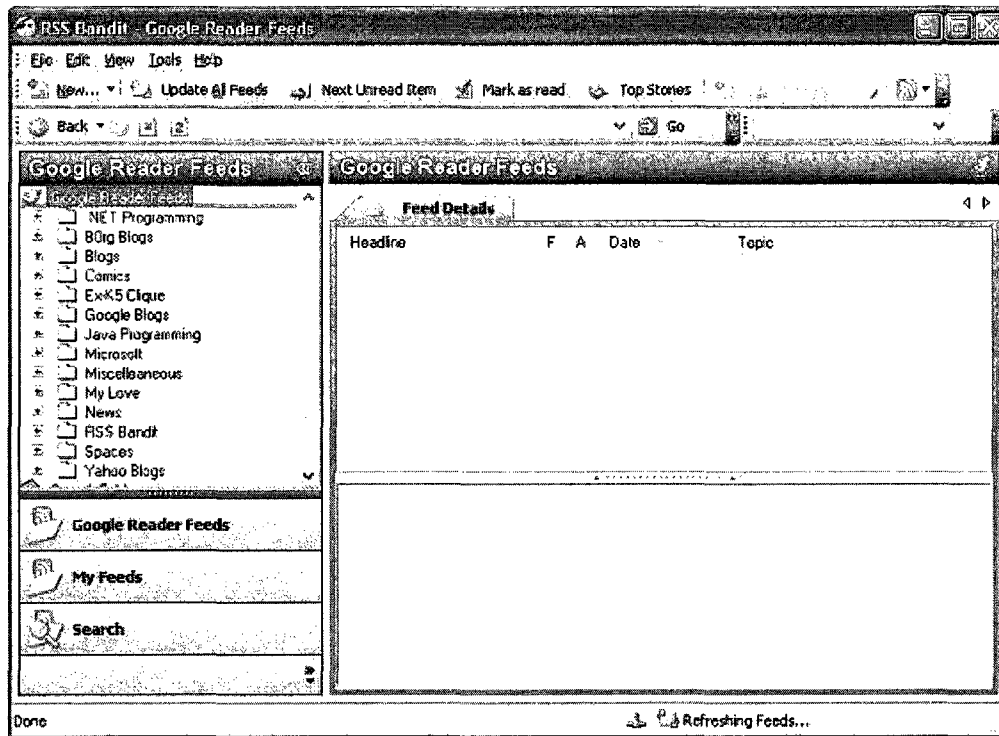 RSS Bandit - Google Reader Feeds
File Edit View Tools Help
New... Update All Feeds Next Unread Item Mark as read Top Stories
Back Go
Google Reader Feeds
Google Reader Feeds
Google Reader Feeds
Feed Details
.NET Programming
B0rg Blogs
Blogs
Comics
Ex-K5 Clique
Google Blogs
Java Programming
Microsoft
Miscellaneous
My Love
News
RSS Bandit
Spaces
Yahoo Blogs
Headline F A Date Topic
Google Reader Feeds
My Feeds
Search
Done
Refreshing Feeds...